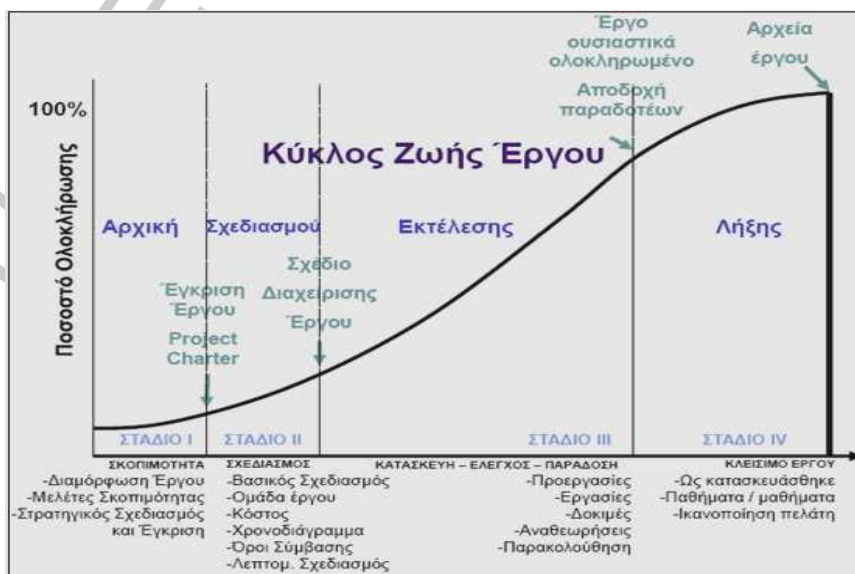 Έργο
ουσιαστικά
ολοκληρωμένο
Αποδοχή
παραδοτέων
Αρχεία
έργου
100%
Ποσοστό Ολοκλήρωσης
Κύκλος Ζωής Έργου
Αρχική
Σχεδιασμού
Εκτέλεσης
Λήξης
Έγκριση
Έργου
Project
Charter
Σχέδιο
Διαχείρισης
Έργου
ΣΤΑΔΙΟ I
ΣΤΑΔΙΟ II
ΣΤΑΔΙΟ III
ΣΤΑΔΙΟ IV
ΣΚΟΠΙΜΟΤΗΤΑ
-Διαμόρφωση Έργου
-Μελέτες Σκοπιμότητας
-Στρατηγικός Σχεδιασμός
και Έγκριση
ΣΧΕΔΙΑΣΜΟΣ
-Βασικός Σχεδιασμός
-Ομάδα έργου
-Κόστος
-Χρονοδιάγραμμα
-Όροι Σύμβασης
-Λεπτομ. Σχεδιασμός
ΚΑΤΑΣΚΕΥΗ – ΕΛΕΓΧΟΣ – ΠΑΡΑΔΟΣΗ
-Προεργασίες
-Εργασίες
-Δοκιμές
-Αναθεωρήσεις
-Παρακολούθηση
ΚΛΕΙΣΙΜΟ ΕΡΓΟΥ
-Ως κατασκευάσθηκε
-Παθήματα / μαθήματα
-Ικανοποίηση πελάτη